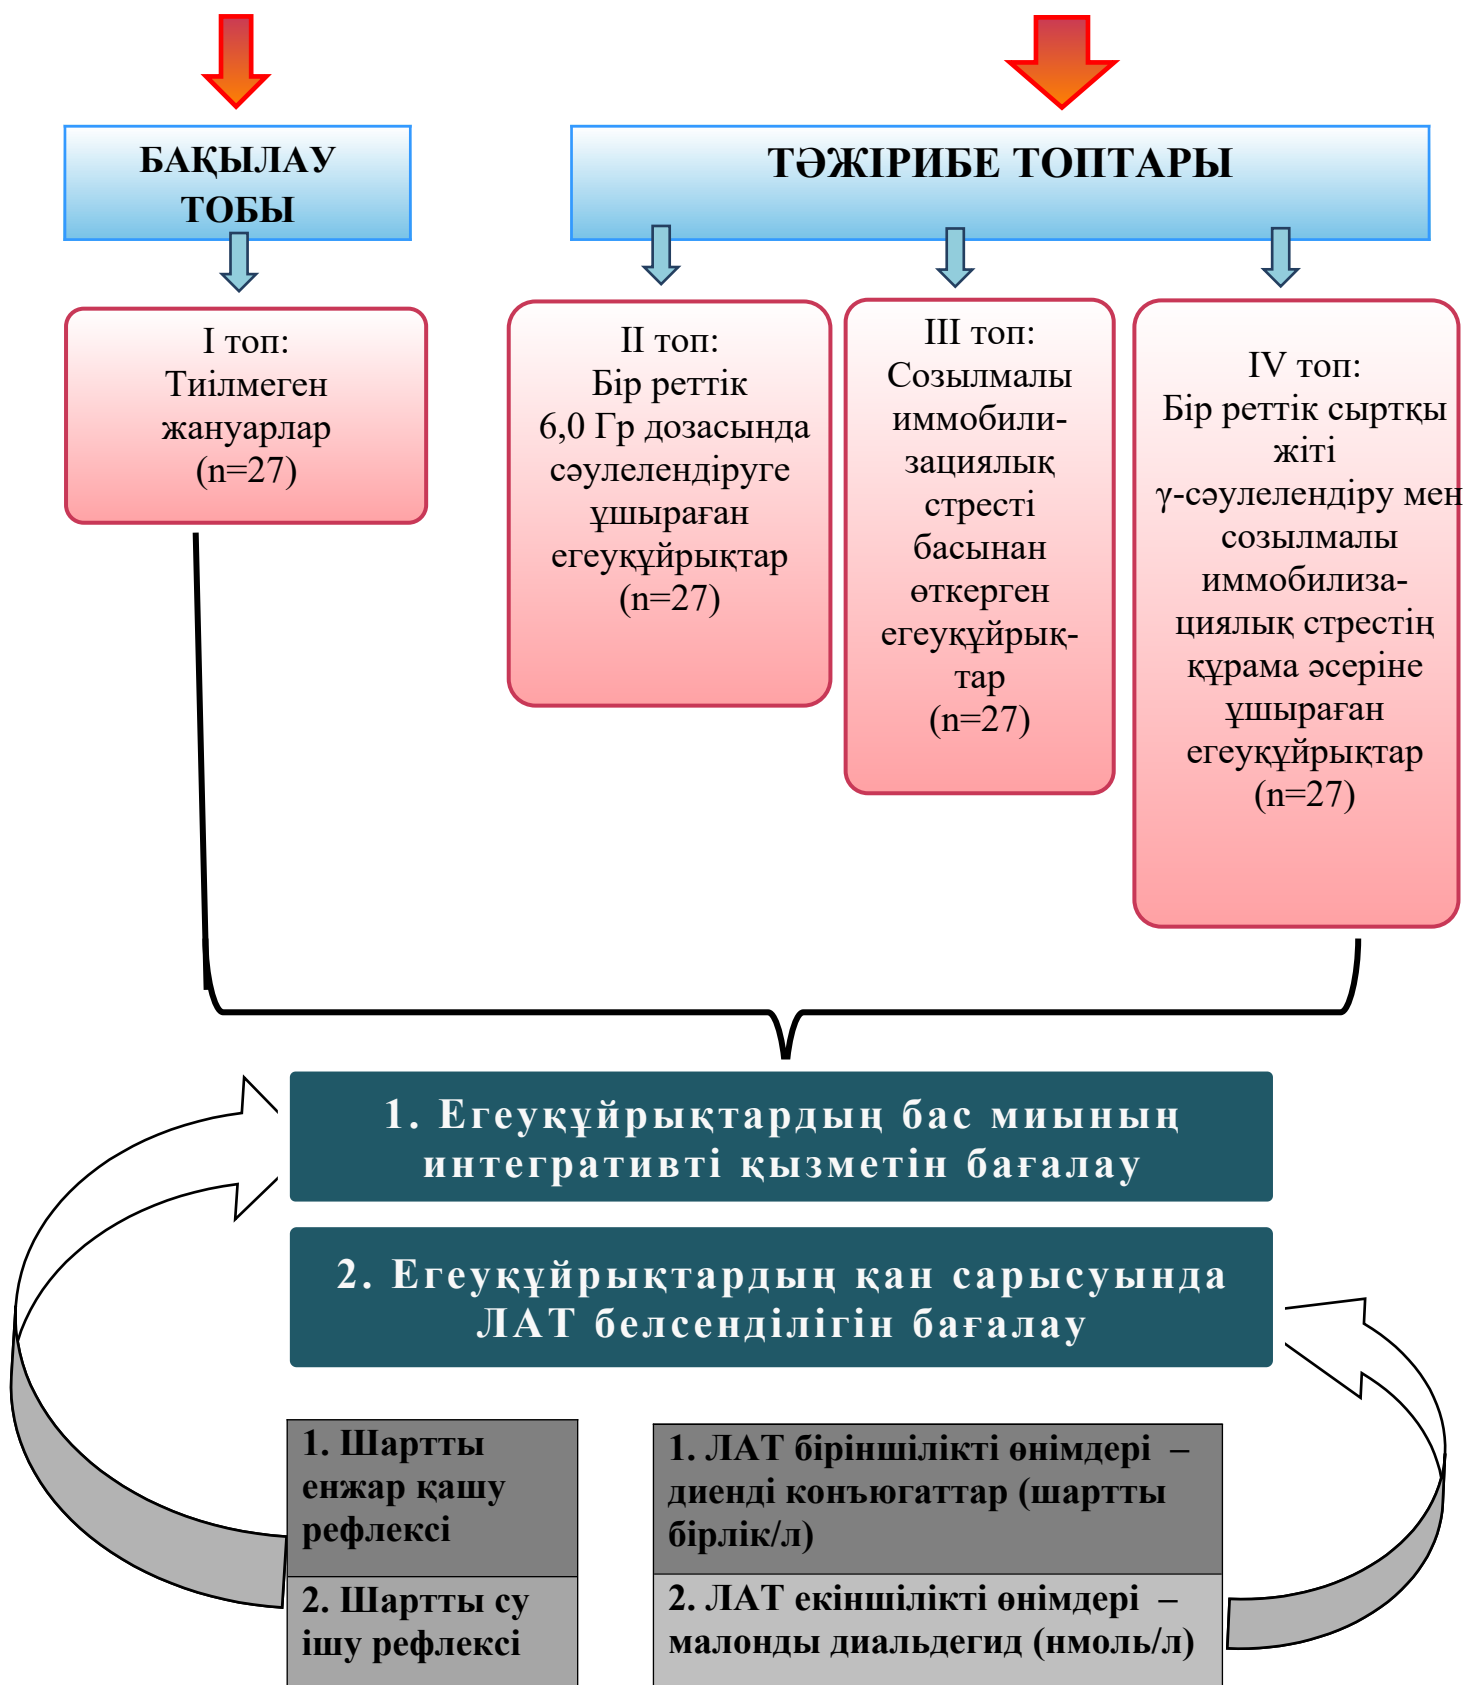 БАҚЫЛАУ
ТОБЫ
ТӘЖІРИБЕ ТОПТАРЫ
I топ:
Тиілмеген
жануарлар
(n=27)
II топ:
Бір реттік
6,0 Гр дозасында
сәулелендіруге
ұшыраған
егеуқұйрықтар
(n=27)
III топ:
Созылмалы
иммобили-
зациялық
стресті
басынан
өткерген
егеуқұйрық-
тар
(n=27)
IV топ:
Бір реттік сыртқы
жіті
γ-сәулелендіру мен
созылмалы
иммобилиза-
циялық стрестің
құрама әсеріне
ұшыраған
егеуқұйрықтар
(n=27)
1. Егеуқұйрықтардың бас миының
интегративті қызметін бағалау
2. Егеуқұйрықтардың қан сарысуында
ЛАТ белсенділігін бағалау
1. Шартты
енжар қашу
рефлексі
2. Шартты су
ішу рефлексі
1. ЛАТ біріншілікті өнімдері –
диенді конъюгаттар (шартты
бірлік/л)
2. ЛАТ екіншілікті өнімдері –
малонды диальдегид (нмоль/л)